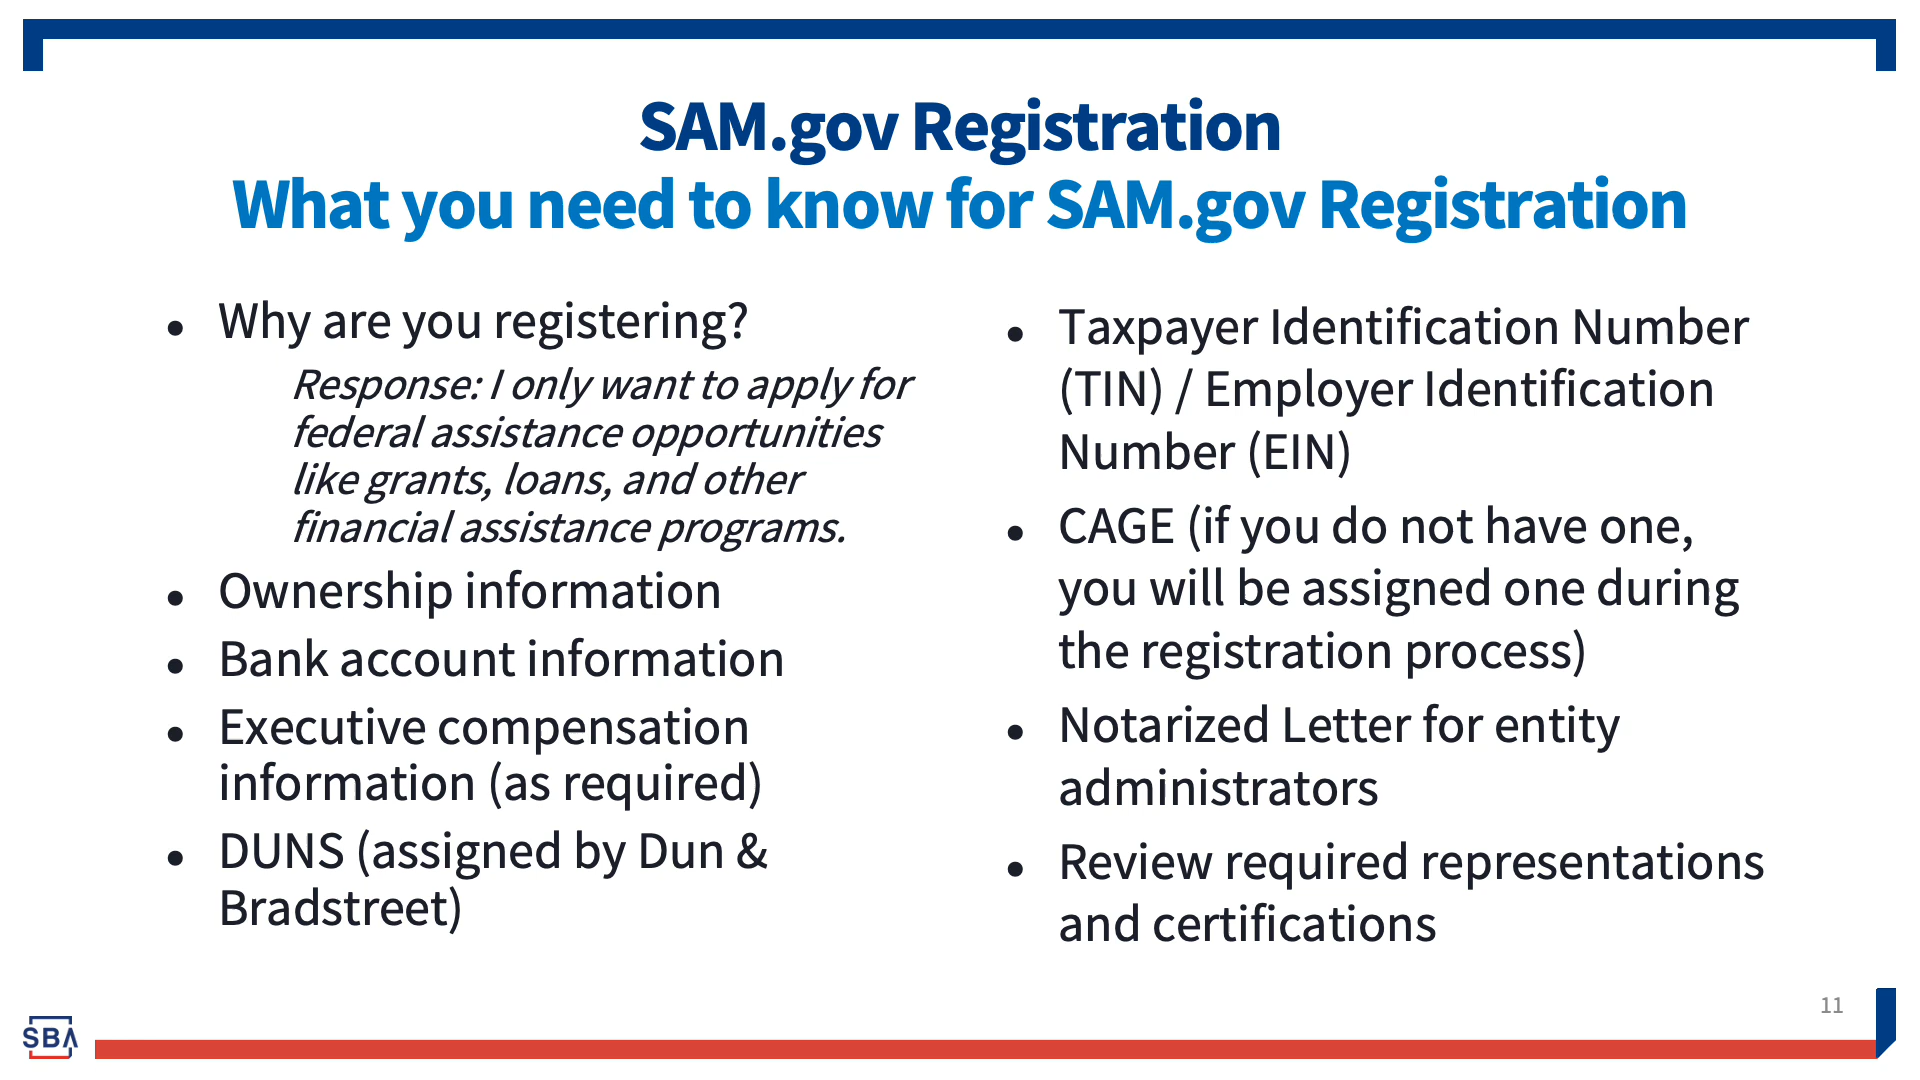 SAM.gov Registration
What you need to know for SAM.gov Registration
● Why are you registering?
Response: I only want to apply for
federal assistance opportunities
like grants, loans, and other
financial assistance programs.
● Ownership information
● Bank account information
● Executive compensation
information (as required)
● DUNS (assigned by Dun &
Bradstreet)
● Taxpayer Identification Number
(TIN) / Employer Identification
Number (EIN)
● CAGE (if you do not have one,
you will be assigned one during
the registration process)
● Notarized Letter for entity
administrators
● Review required representations
and certifications
11
SBA